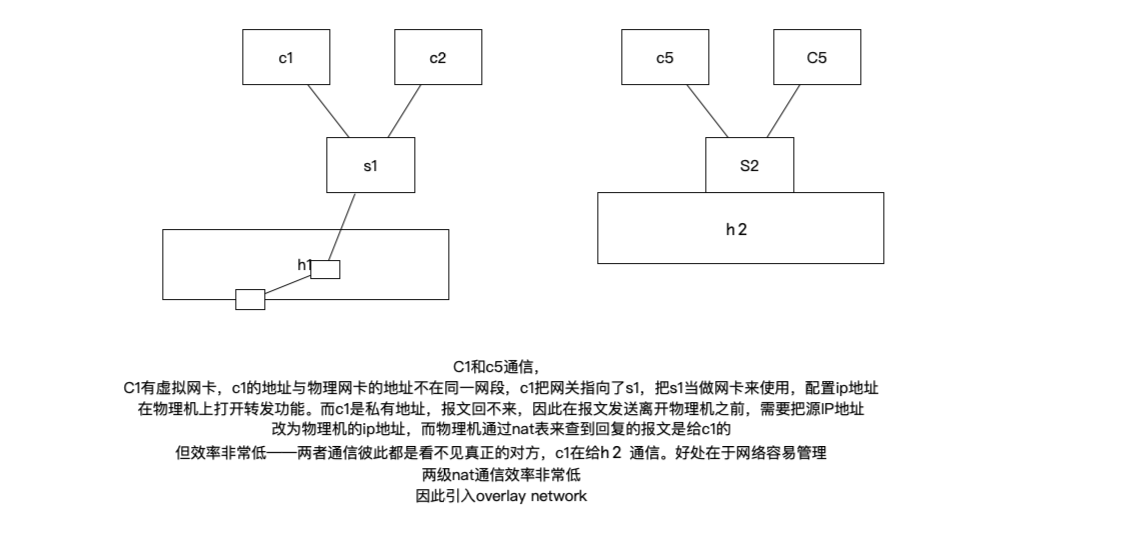 c1
c2
c5
C5
s1
S2
h1
h 2
C1和c5通信，
C1有虚拟网卡，c1的地址与物理网卡的地址不在同一网段，c1把网关指向了s1，把s1当做网卡来使用，配置ip地址
在物理机上打开转发功能。而c1是私有地址，报文回不来，因此在报文发送离开物理机之前，需要把源IP地址
改为物理机的ip地址，而物理机通过nat表来查到回复的报文是给c1的
但效率非常低——两者通信彼此都是看不见真正的对方，c1在给h 2 通信。好处在于网络容易管理
两级nat通信效率非常低
因此引入overlay network